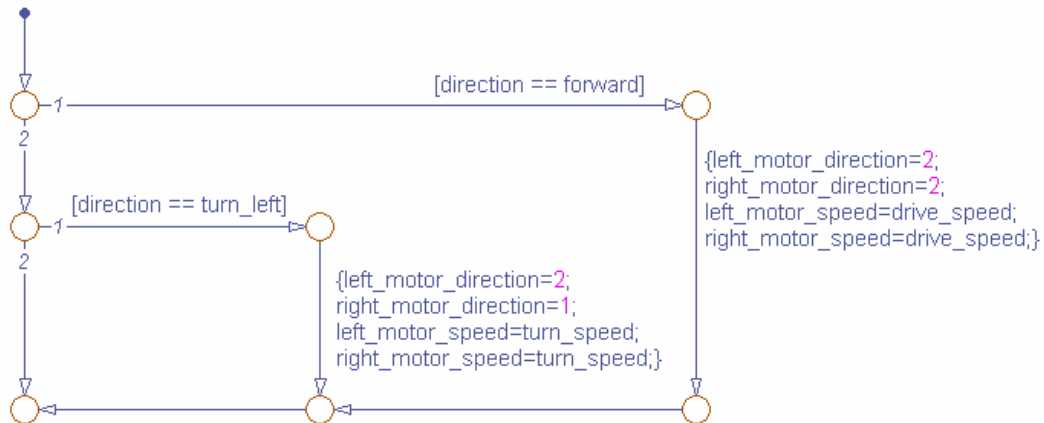 [direction == forward]
1
2
{left_motor_direction=2;
right_motor_direction=2;
left_motor_speed=drive_speed;
right_motor_speed=drive_speed;}
[direction == turn_left]
1
2
{left_motor_direction=2;
right_motor_direction=1;
left_motor_speed=turn_speed;
right_motor_speed=turn_speed;}